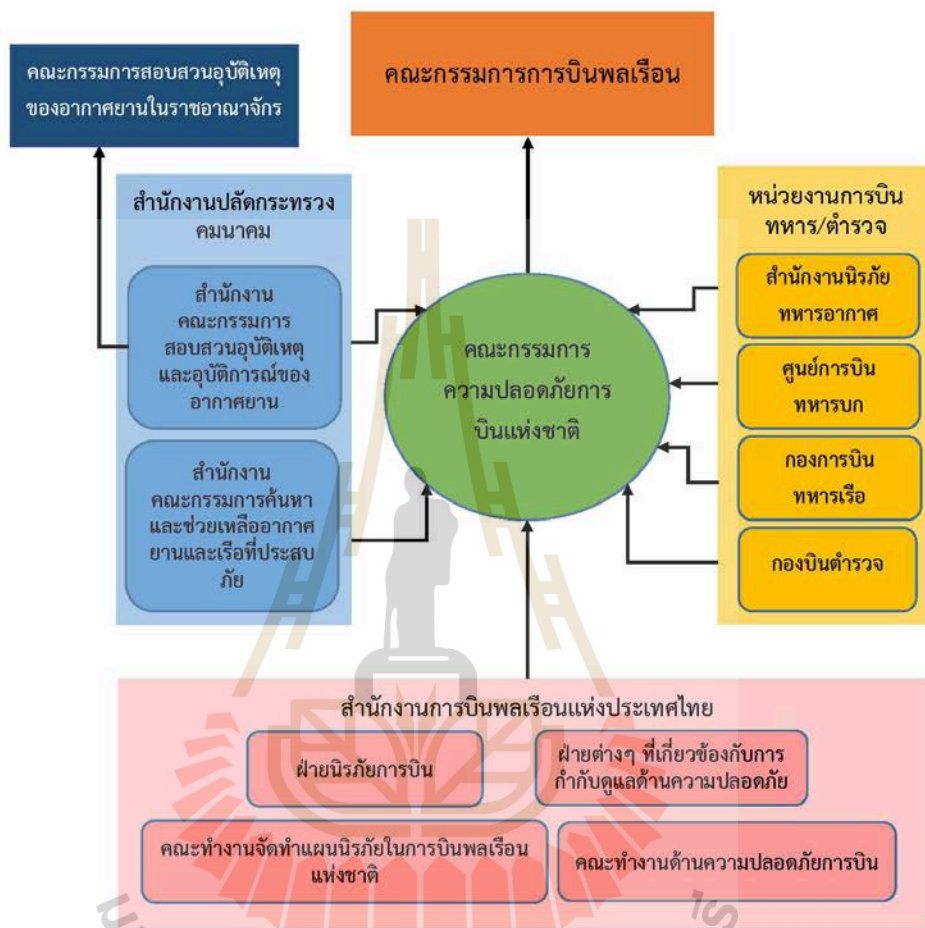 คณะกรรมการสอบสวนอุบัติเหตุ
ของอากาศยานในราชอาณาจักร
คณะกรรมการการบินพลเรือน
สำนักงานปลัดกระทรวง
คมนาคม
สำนักงาน
คณะกรรมการ
สอบสวนอุบัติเหตุ
และอุบัติการณ์ของ
อากาศยาน
สำนักงาน
คณะกรรมการค้นหา
และช่วยเหลืออากาศ
ยานและเรือที่ประสบ
ภัย
คณะกรรมการ
ความปลอดภัยการ
บินแห่งชาติ
หน่วยงานการบิน
ทหาร/ตำรวจ
สำนักงานนิรภัย
ทหารอากาศ
ศูนย์การบิน
ทหารบก
กองการบิน
ทหารเรือ
กองบินตำรวจ
สำนักงานการบินพลเรือนแห่งประเทศไทย
ฝ่ายนิรภัยการบิน
ฝ่ายต่างๆ ที่เกี่ยวข้องกับการ
กำกับดูแลด้านความปลอดภัย
คณะทำงานจัดทำแผนนิรภัยในการบินพลเรือน
แห่งชาติ
คณะทำงานด้านความปลอดภัยการบิน